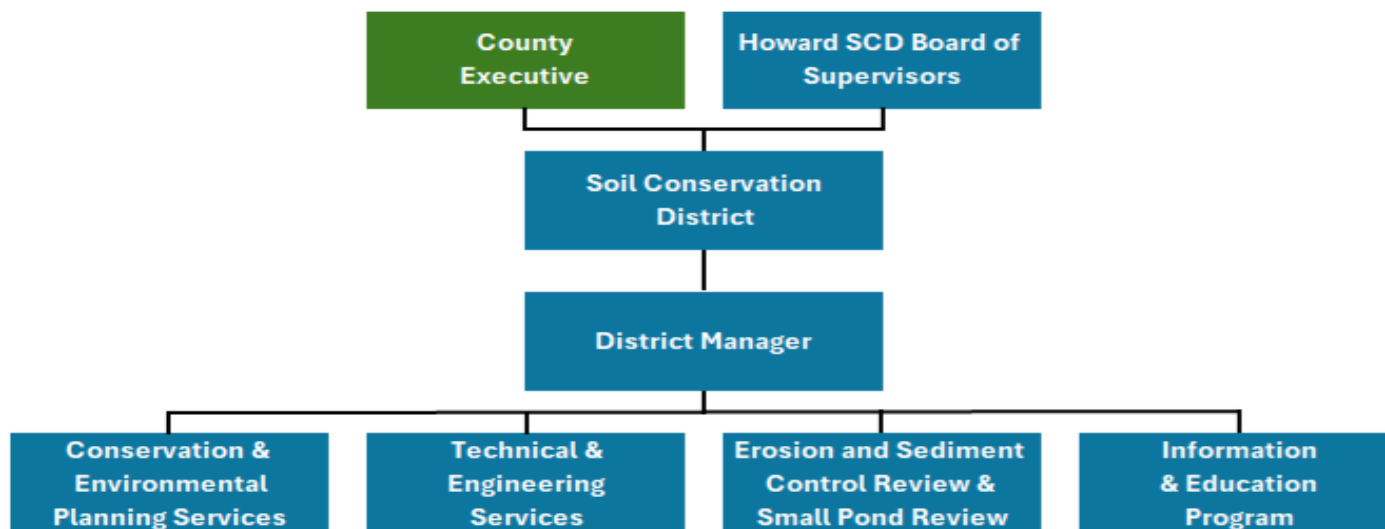 County
Executive
Howard SCD Board of
Supervisors
Soil Conservation
District
District Manager
Conservation &
Environmental
Planning Services
Technical &
Engineering
Services
Erosion and Sediment
Control Review &
Small Pond Review
Information
& Education
Program